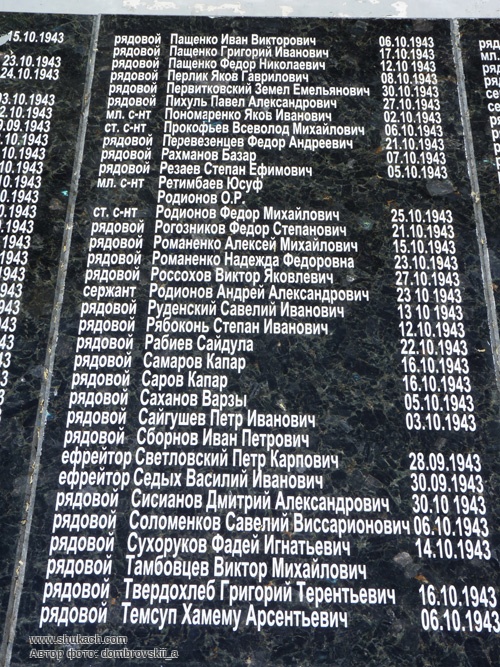 15.10.1943
23.10.1943
24.10.1943
03.10.1943
рядовой Пащенко Иван Викторович 06.10.1943
рядовой Пащенко Григорий Иванович 17.10.1943
рядовой Пащенко Федор Николаевич 12.10.1943
рядовой Перлик Яков Гаврилович 08.10.1943
рядовой Первитковский Земел Емельянович 30.10.1943
рядовой Пихуль Павел Александрович 27.10.1943
мл. с-нт Пономаренко Яков Иванович 02.10.1943
ст. с-нт Прокофьев Всеволод Михайлович 06.10.1943
рядовой Перевезенцев Федор Андреевич 21.10.1943
рядовой Рахманов Базар 07.10.1943
рядовой Резаев Степан Ефимович 05.10.1943
мл. с-нт Ретимбаев Юсуф
Родионов О.Р.
ст. с-нт Родионов Федор Михайлович 25.10.1943
рядовой Рогозников Федор Степанович 21.10.1943
рядовой Романенко Алексей Михайлович 15.10.1943
рядовой Романенко Надежда Федоровна 23.10.1943
рядовой Россохов Виктор Яковлевич 27.10.1943
сержант Родионов Андрей Александрович 23 10 1943
рядовой Руденский Савелий Иванович 13 10 1943
рядовой Рябоконь Степан Иванович 12.10.1943
рядовой Рабиев Сайдула 22.10.1943
рядовой Самаров Капар 16.10.1943
рядовой Саров Капар 16.10.1943
рядовой Саханов Варзы 05.10.1943
рядовой Сайгушев Петр Иванович 03.10.1943
рядовой Сборнов Иван Петрович
ефрейтор Светловский Петр Карпович 28.09.1943
ефрейтор Седых Василий Иванович 30.09.1943
рядовой Сисианов Дмитрий Александрович 30.10 1943
рядовой Соломенков Савелий Виссарионович 06.10.1943
рядовой Сухоруков Фадей Игнатьевич 14.10.1943
рядовой Тамбовцев Виктор Михайлович
рядовой Твердохлеб Григорий Терентьевич 16.10.1943
рядовой Темсуп Хамему Арсентьевич 06.10.1943
www.shukach.com
Автор фото: dombrovskii_a